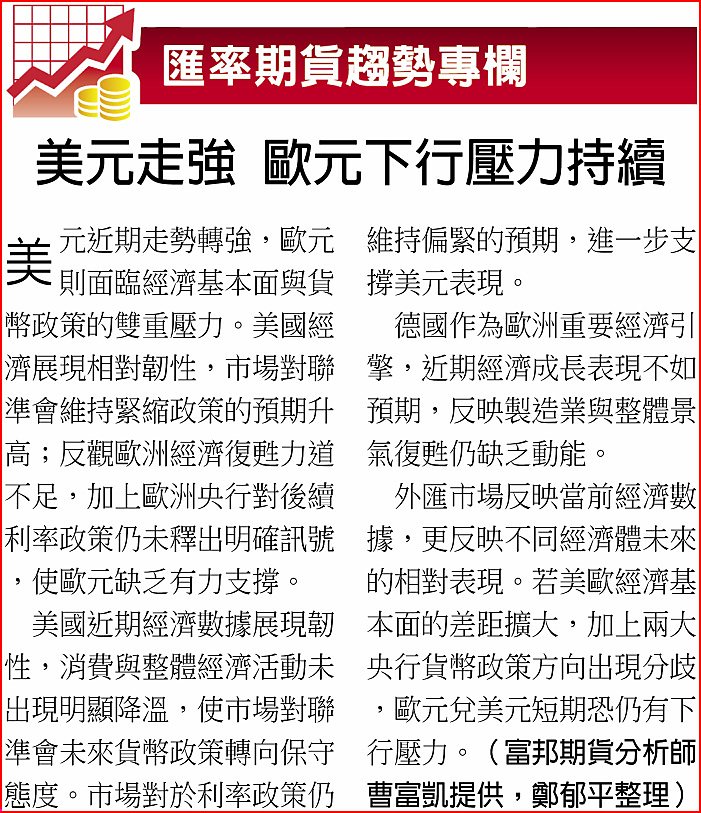 匯率期貨趨勢專欄
美元走強 歐元下行壓力持續
美元近期走勢轉強，歐元
則面臨經濟基本面與貨
幣政策的雙重壓力。美國經
濟展現相對韌性，市場對聯
準會維持緊縮政策的預期升
高；反觀歐洲經濟復甦力道
不足，加上歐洲央行對後續
利率政策仍未釋出明確訊號
，使歐元缺乏有力支撐。
美國近期經濟數據展現韌
性，消費與整體經濟活動未
出現明顯降溫，使市場對聯
準會未來貨幣政策轉向保守
態度。市場對於利率政策仍
維持偏緊的預期，進一步支
撐美元表現。
德國作為歐洲重要經濟引
擎，近期經濟成長表現不如
預期，反映製造業與整體景
氣復甦仍缺乏動能。
外匯市場反映當前經濟數
據，更反映不同經濟體未來
的相對表現。若美歐經濟基
本面的差距擴大，加上兩大
央行貨幣政策方向出現分歧
，歐元兌美元短期恐仍有下
行壓力。（富邦期貨分析師
曹富凱提供，鄭郁平整理）